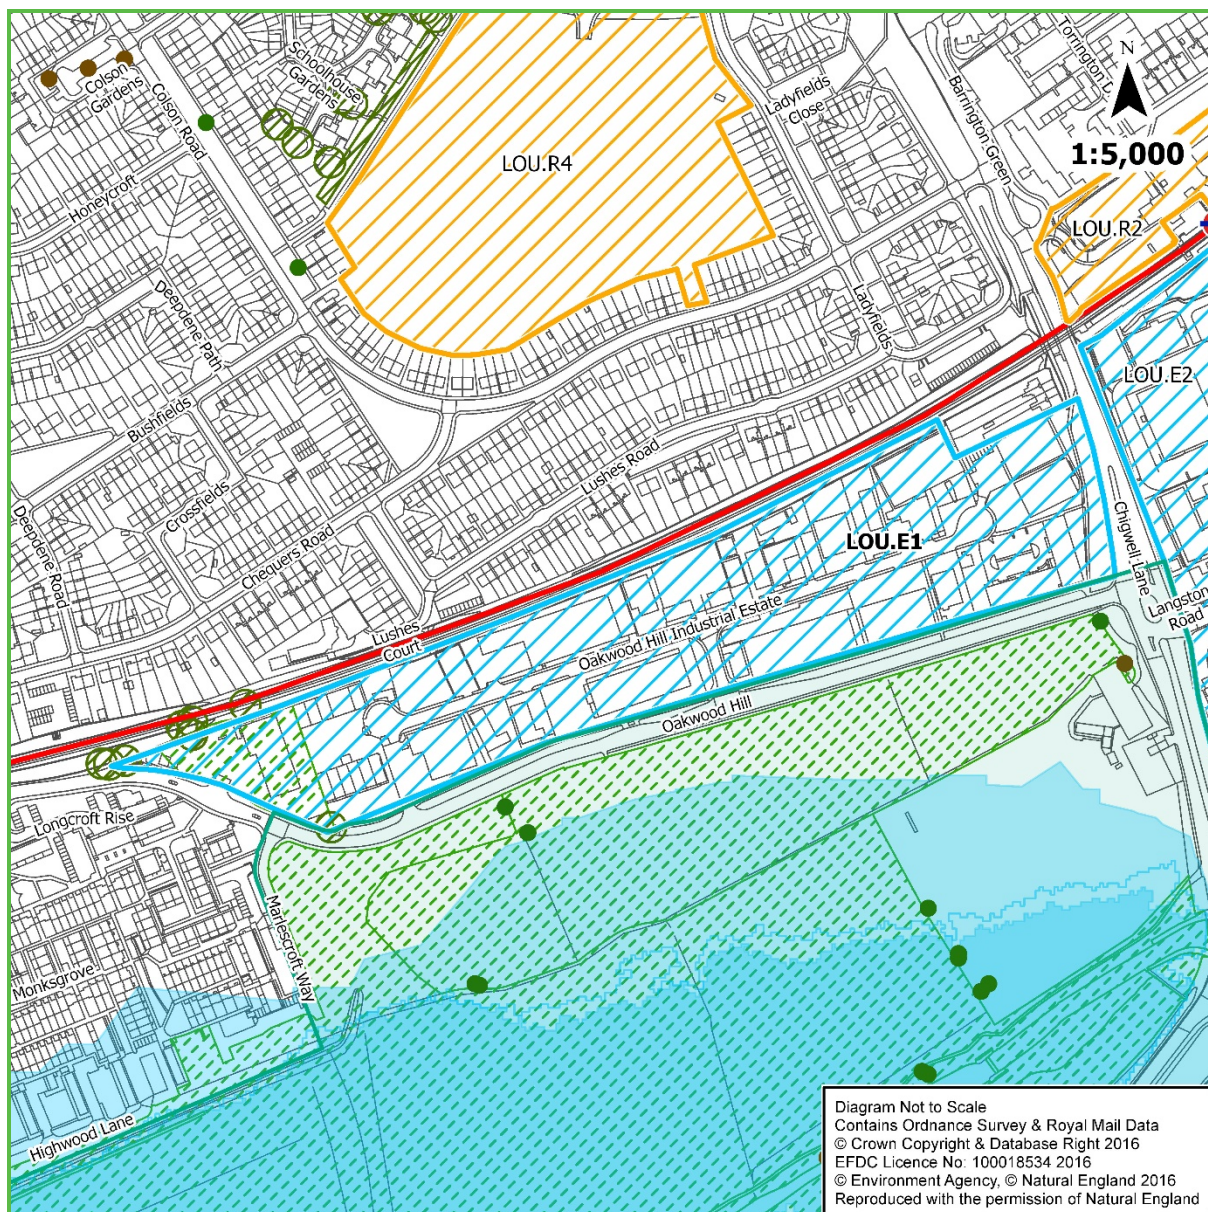 Schoolhouse
Gardens
Colson
Gardens
Colson Road
Honeycroft
LOU.R4
Ladyfields
Close
Barrington Green
N
1:5,000
LOU.R2
Deepdene Path
Ladyfields
LOU.E2
Bushfields
Lushes Road
Crossfields
Deepdene Road
Chequers Road
LOU.E1
Chigwell Lane
Langston
Road
Lushes
Court
Oakwood Hill Industrial Estate
Oakwood Hill
Longcroft Rise
Marlescroft Way
Monksgrove
Highwood Lane
Diagram Not to Scale
Contains Ordnance Survey & Royal Mail Data
© Crown Copyright & Database Right 2016
EFDC Licence No: 100018534 2016
© Environment Agency, © Natural England 2016
Reproduced with the permission of Natural England